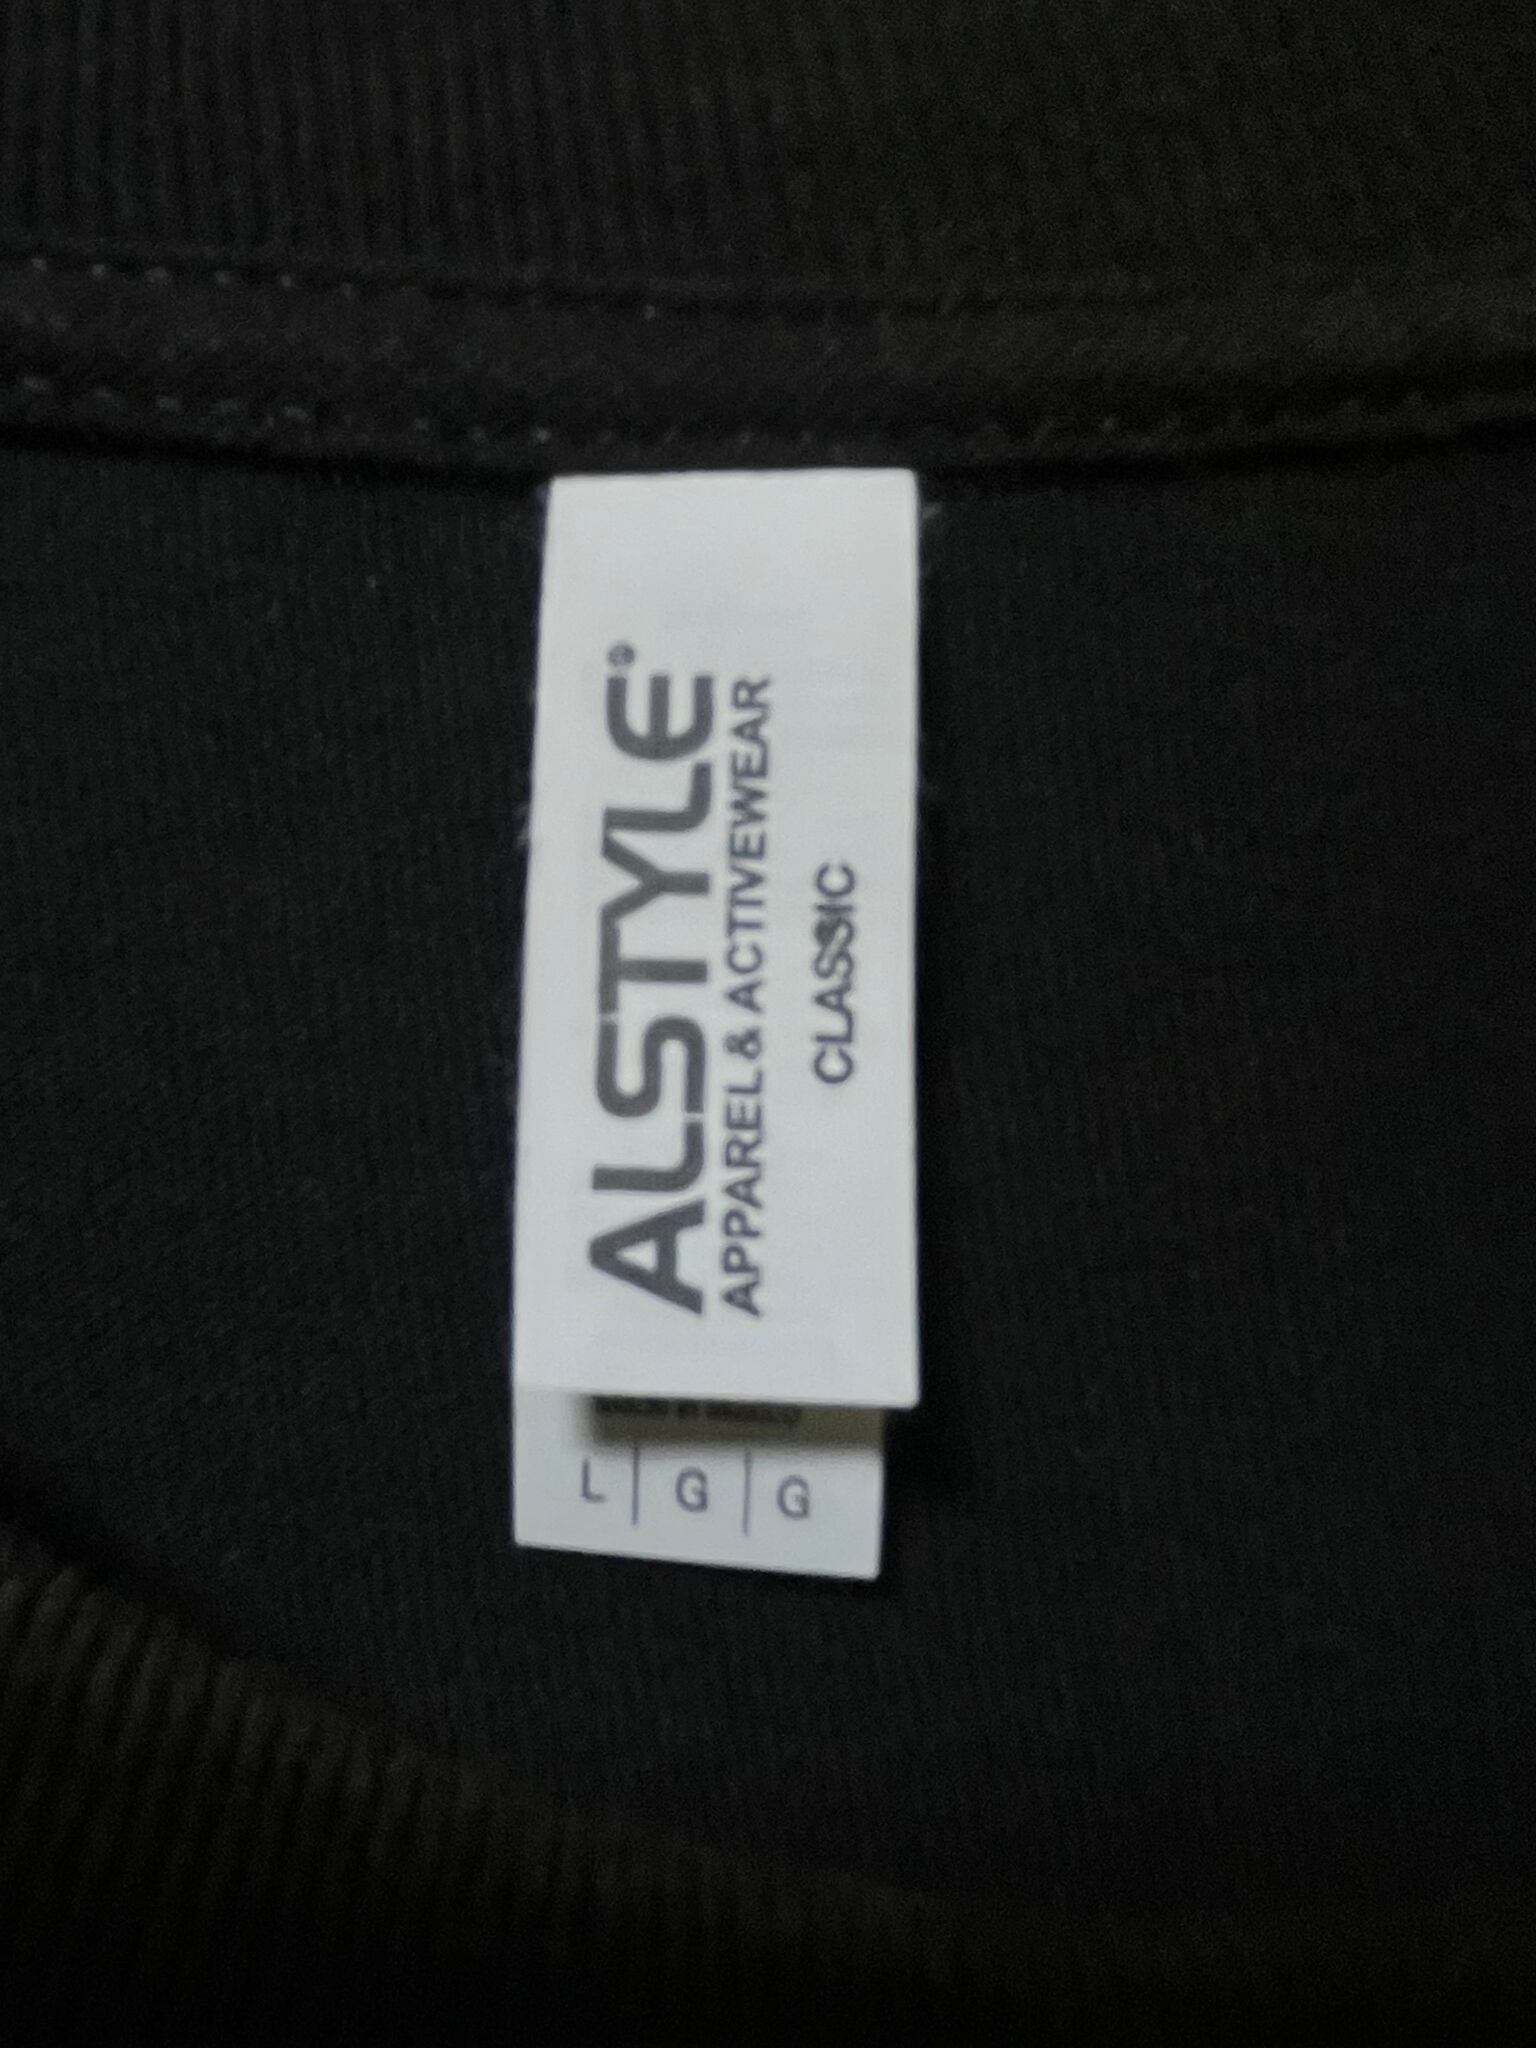 ALSTYLE®
APPAREL & ACTIVEWEAR
CLASSIC
L | G | G